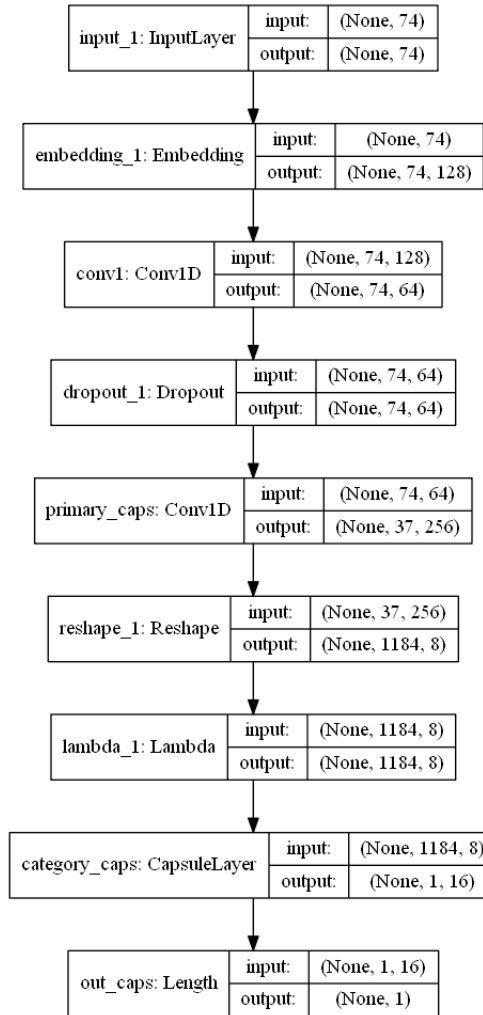 input_1: InputLayer input: (None, 74)
output: (None, 74)
embedding_1: Embedding input: (None, 74)
output: (None, 74, 128)
conv1: Conv1D input: (None, 74, 128)
output: (None, 74, 64)
dropout_1: Dropout input: (None, 74, 64)
output: (None, 74, 64)
primary_caps: Conv1D input: (None, 74, 64)
output: (None, 37, 256)
reshape_1: Reshape input: (None, 37, 256)
output: (None, 1184, 8)
lambda_1: Lambda input: (None, 1184, 8)
output: (None, 1184, 8)
category_caps: CapsuleLayer input: (None, 1184, 8)
output: (None, 1, 16)
out_caps: Length input: (None, 1, 16)
output: (None, 1)